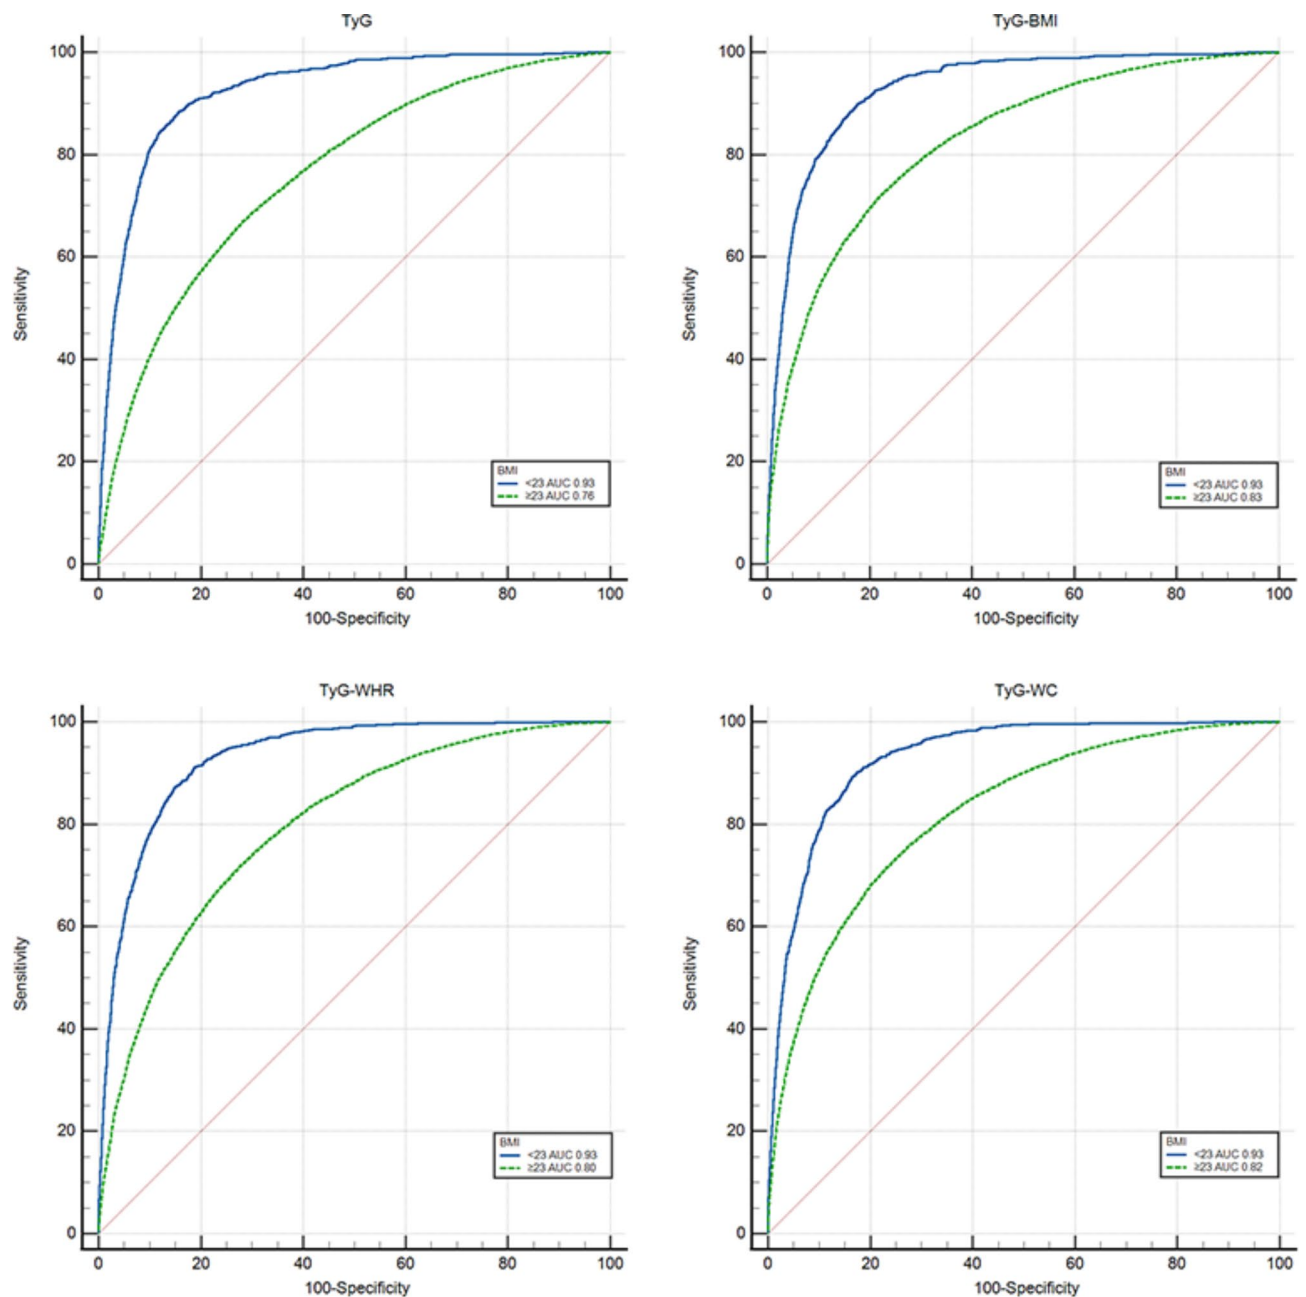 TyG
100
80
60
40
20
0
Sensitivity
BMI
<23 AUC 0.93
≥23 AUC 0.76
0 20 40 60 80 100
100-Specificity
TyG-BMI
100
80
60
40
20
0
Sensitivity
BMI
<23 AUC 0.93
≥23 AUC 0.83
0 20 40 60 80 100
100-Specificity
TyG-WHR
100
80
60
40
20
0
Sensitivity
BMI
<23 AUC 0.93
≥23 AUC 0.80
0 20 40 60 80 100
100-Specificity
TyG-WC
100
80
60
40
20
0
Sensitivity
BMI
<23 AUC 0.93
≥23 AUC 0.82
0 20 40 60 80 100
100-Specificity